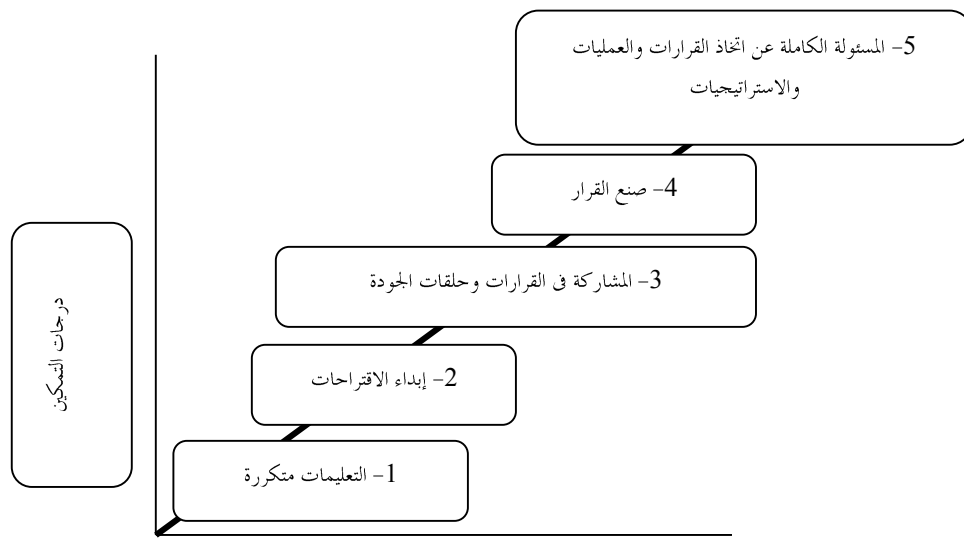 5- المسئولة الكاملة عن اتخاذ القرارات والعمليات
والاستراتيجيات
4- صنع القرار
3- المشاركة فى القرارات وحلقات الجودة
2- إبداء الاقتراحات
1- التعليمات متكررة
درجات التمكين